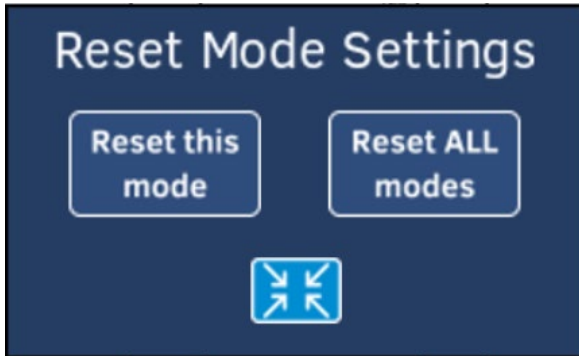 Reset Mode Settings
Reset this
mode
Reset ALL
modes